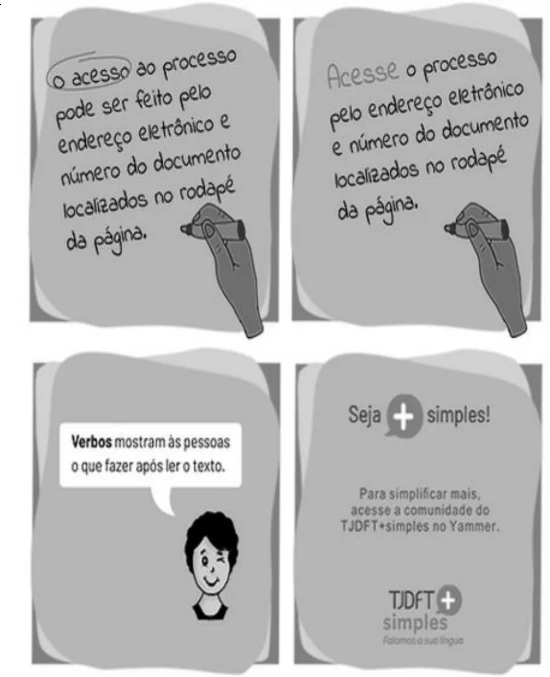 o acesso ao processo
pode ser feito pelo
endereço eletrônico e
número do documento
localizados no rodapé
da página.
Acesse o processo
pelo endereço eletrônico
e número do documento
localizados no rodapé
da página.
Verbos mostram às pessoas
o que fazer após ler o texto.
Seja + simples!
Para simplificar mais,
acesse a comunidade do
TJDFT+simples no Yammer.
TJDFT+
simples
Falamos a sua língua